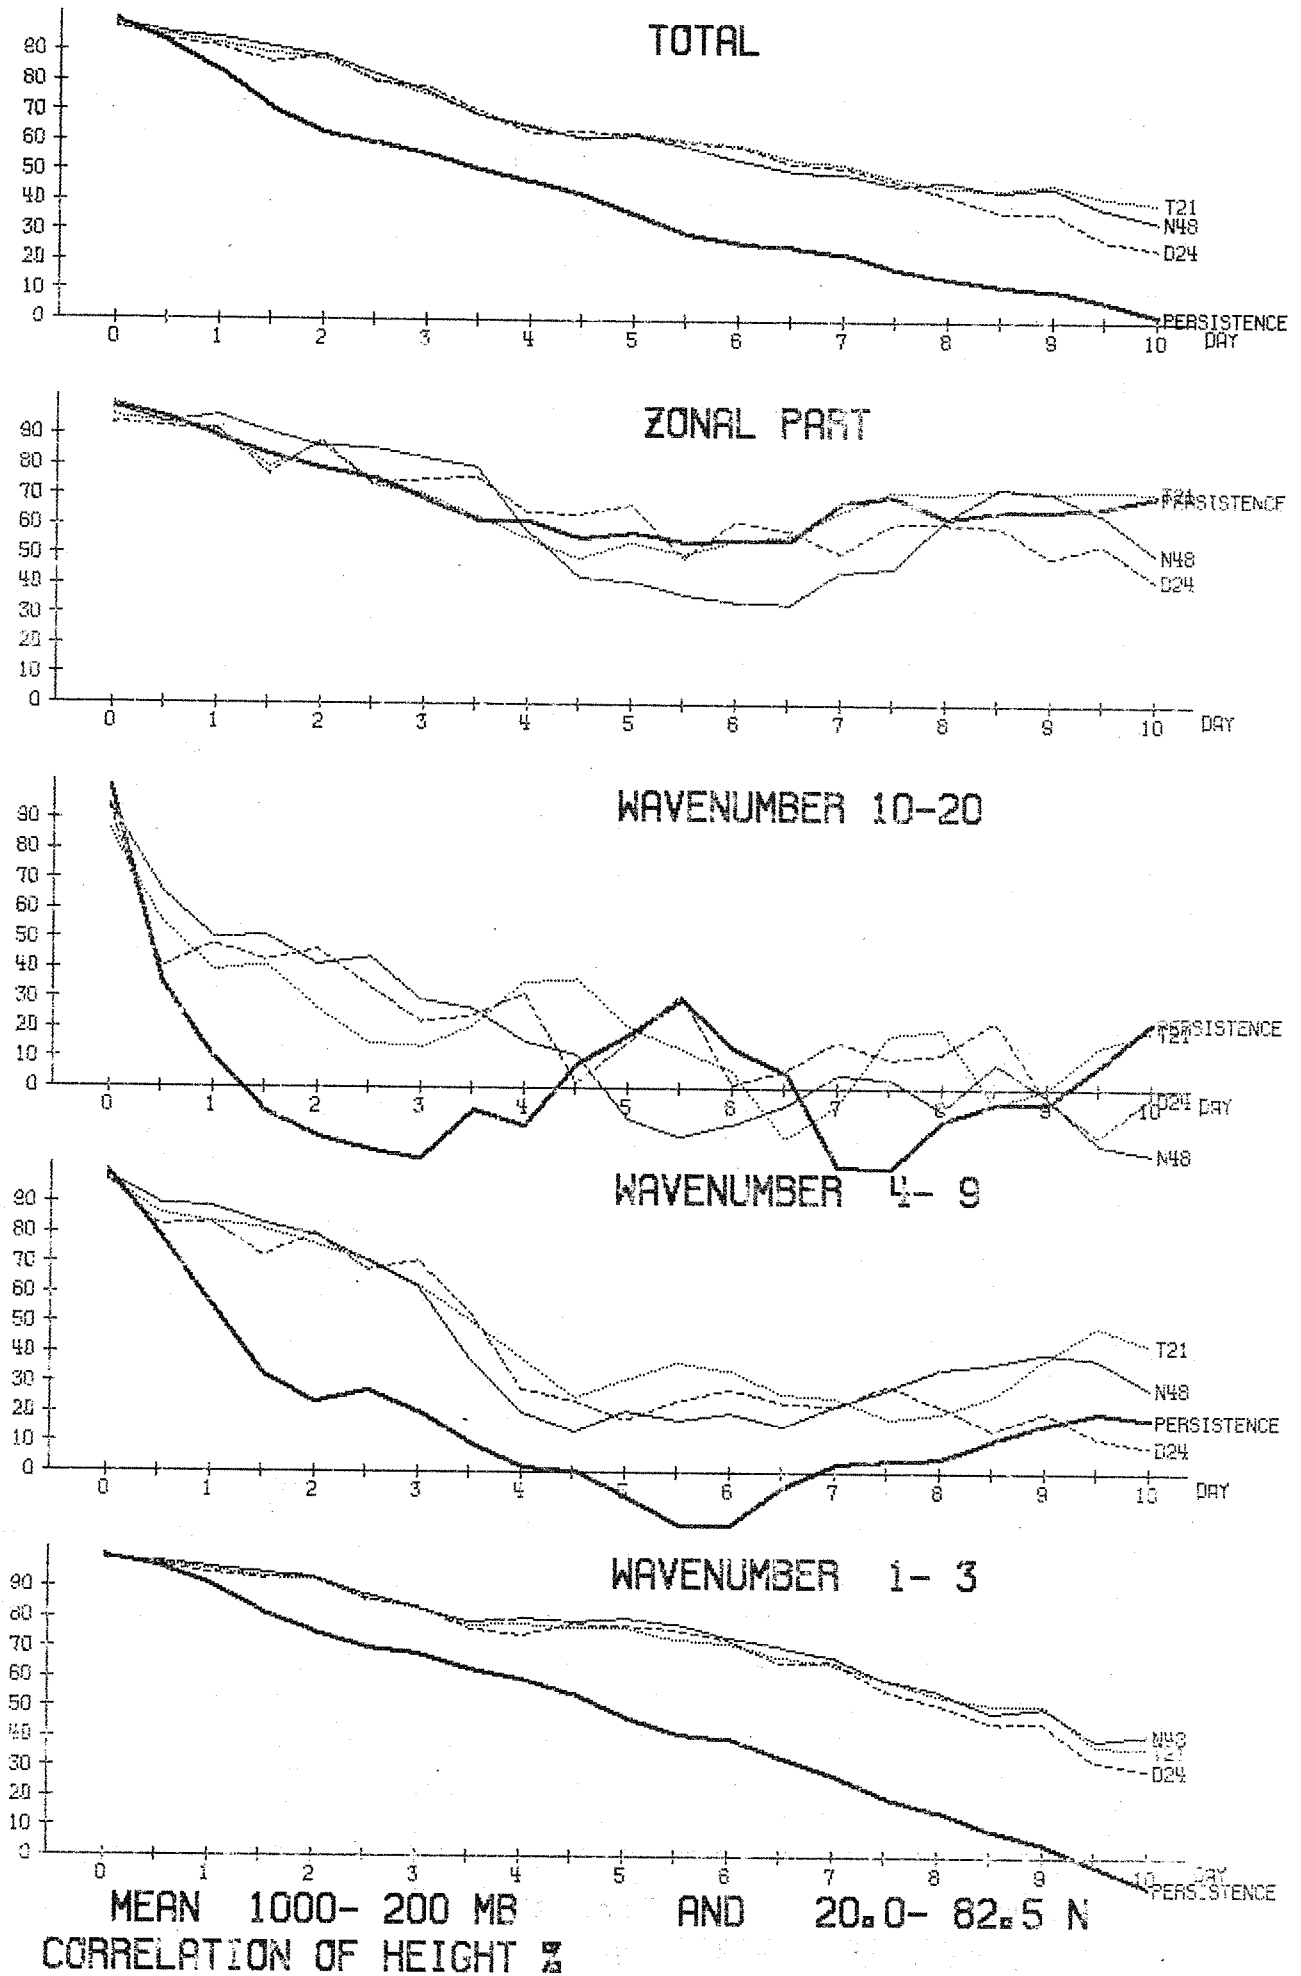 TOTAL
90
80
70
60
50
40
30
20
10
0
T21
N48
D24
PERSISTENCE
0 1 2 3 4 5 6 7 8 9 10 DAY
ZONAL PART
90
80
70
60
50
40
30
20
10
0
T21
PERSISTENCE
N48
D24
0 1 2 3 4 5 6 7 8 9 10 DAY
WAVENUMBER 10-20
90
80
70
60
50
40
30
20
10
0
PERSISTENCE
T21
D24
N48
0 1 2 3 4 5 6 7 8 9 10 DAY
WAVENUMBER 4- 9
90
80
70
60
50
40
30
20
10
0
T21
N48
PERSISTENCE
D24
0 1 2 3 4 5 6 7 8 9 10 DAY
WAVENUMBER 1- 3
90
80
70
60
50
40
30
20
10
0
N48
T21
D24
0 1 2 3 4 5 6 7 8 9 10 DAY
PERSISTENCE
MEAN 1000- 200 MB AND 20.0- 82.5 N
CORRELATION OF HEIGHT %